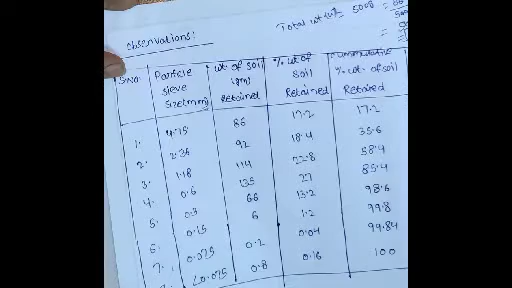 Observations:
Total wt = 500g
S.NO. Particle sieve size(mm) wt. of soil (gm) Retained % wt of Soil Retained cummulative % wt. of soil Retained
1. 4.75 86 17.2 17.2
2. 2.36 92 18.4 35.6
3. 1.18 114 22.8 58.4
4. 0.6 135 27 85.4
5. 0.3 66 13.2 98.6
6. 0.15 6 1.2 99.8
7. 0.075 0.2 0.04 99.84
<0.075 0.8 0.16 100